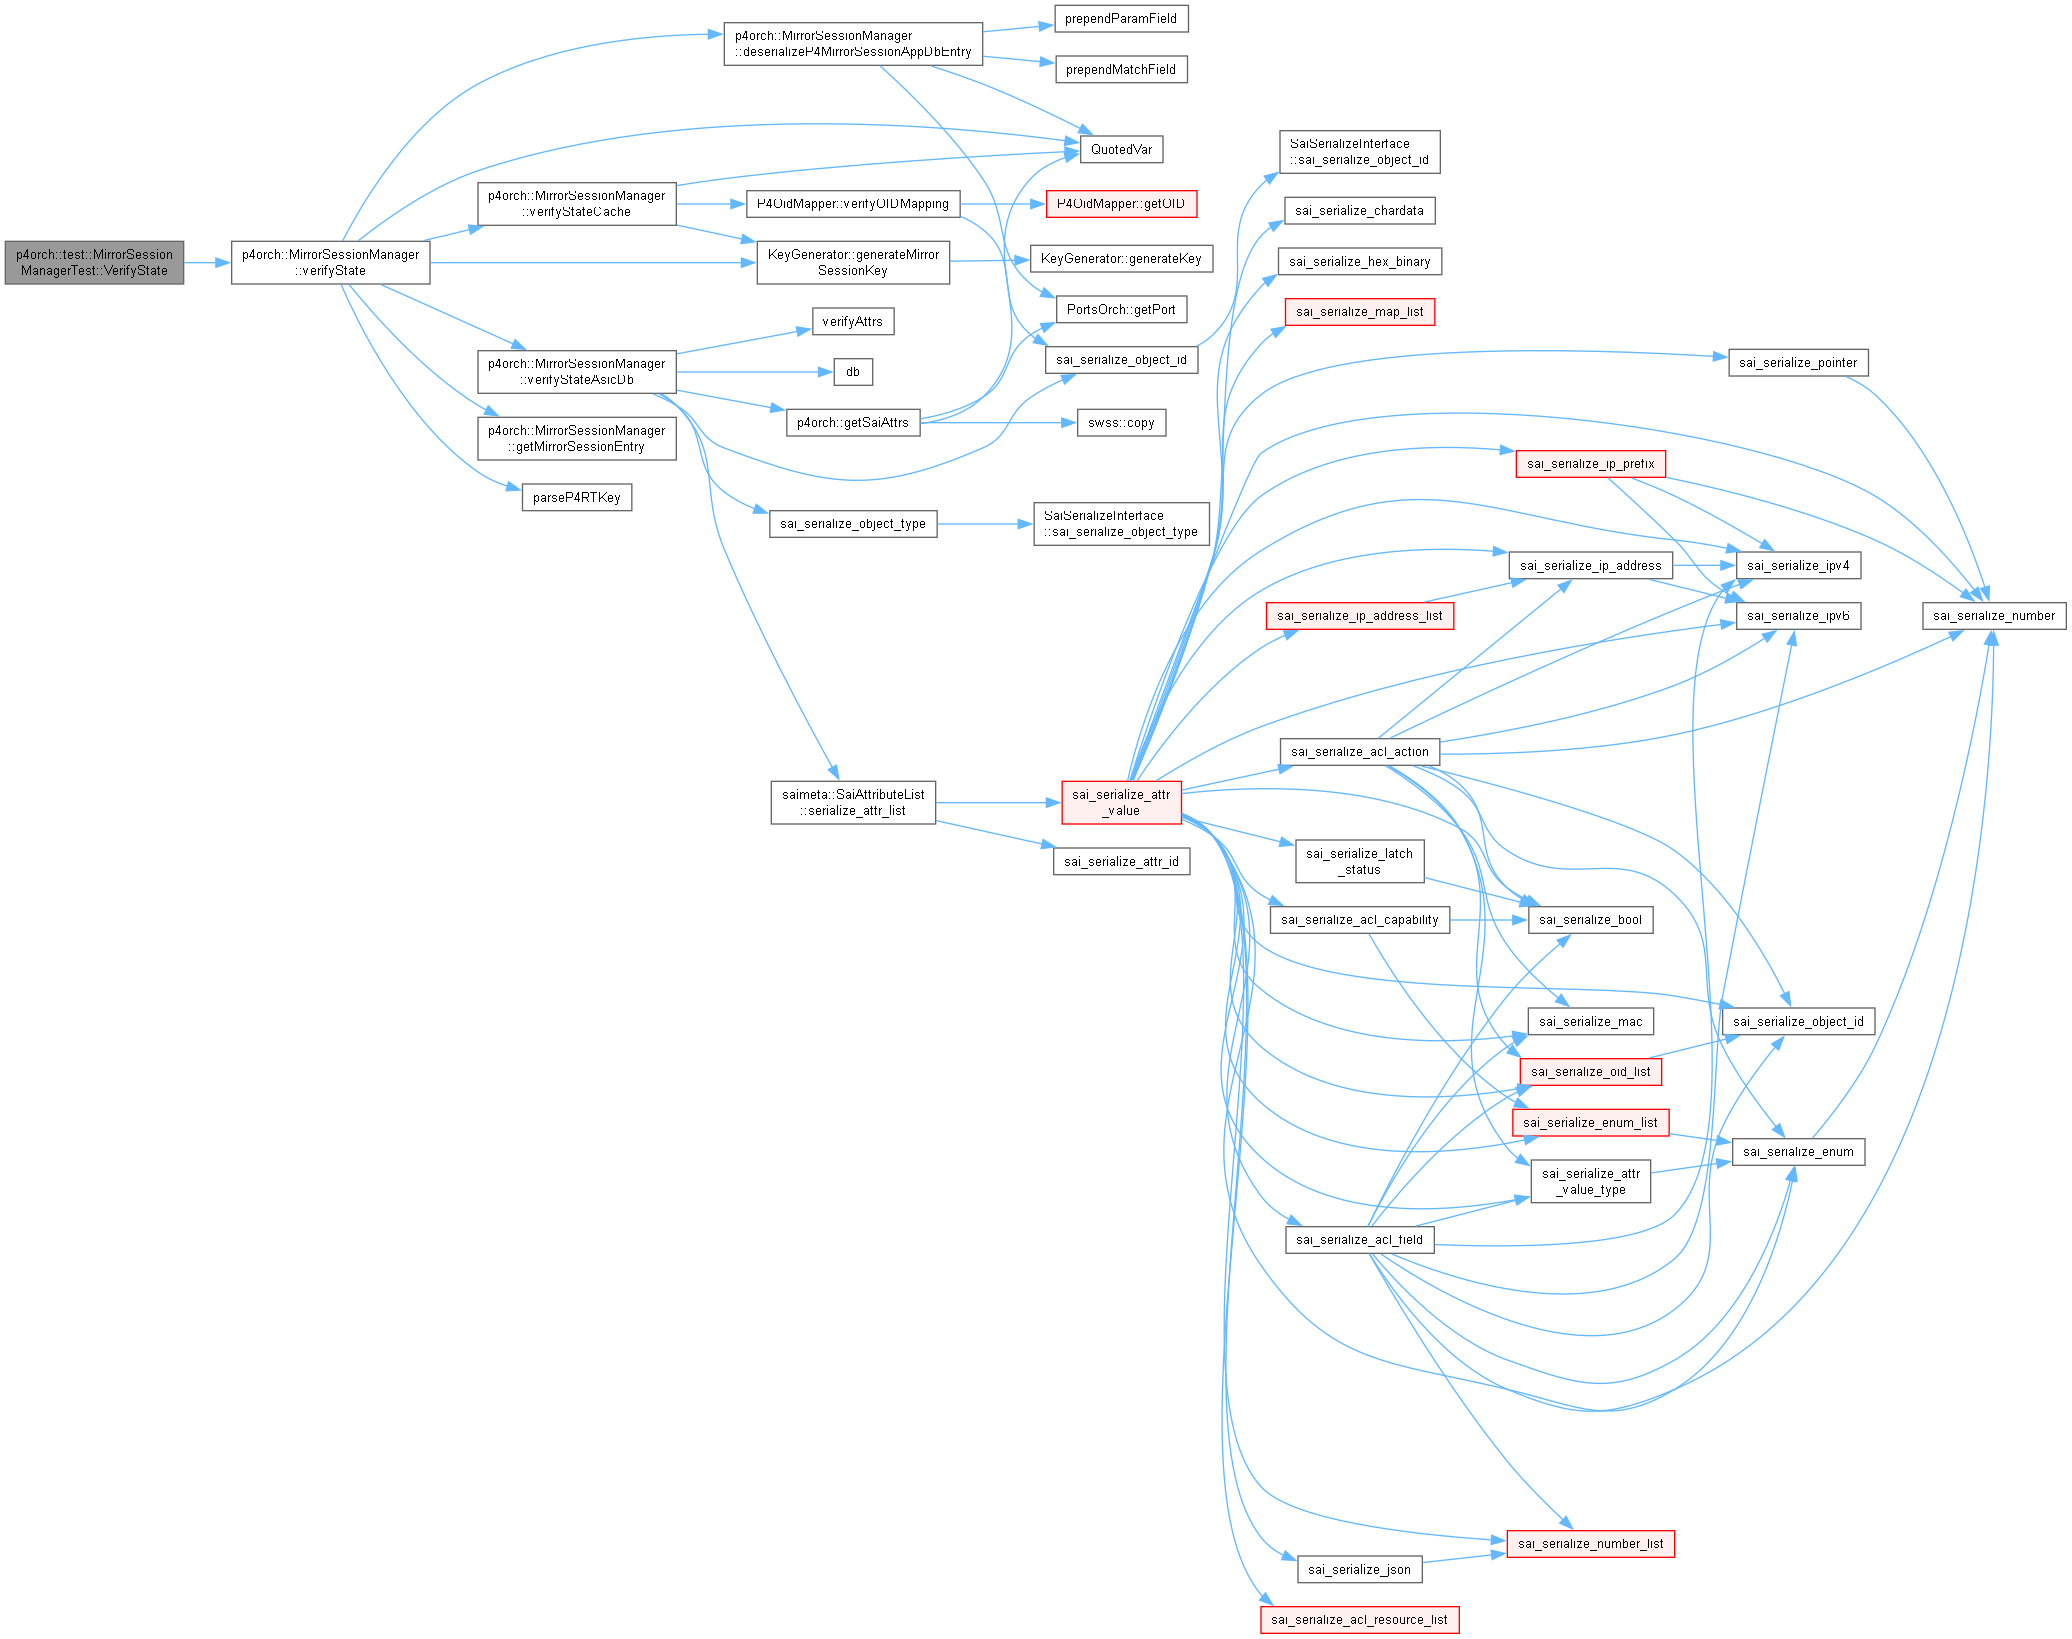 p4orch::test::MirrorSession
ManagerTest::VerifyState
p4orch::MirrorSessionManager
::verifyState
p4orch::MirrorSessionManager
::deserializeP4MirrorSessionAppDbEntry
prependParamField
prependMatchField
QuotedVar
p4orch::MirrorSessionManager
::verifyStateCache
P4OidMapper::verifyOIDMapping
P4OidMapper::getOID
KeyGenerator::generateMirror
SessionKey
KeyGenerator::generateKey
PortsOrch::getPort
verifyAttrs
sai_serialize_object_id
p4orch::MirrorSessionManager
::verifyStateAsicDb
db
p4orch::getSaiAttrs
swss::copy
p4orch::MirrorSessionManager
::getMirrorSessionEntry
parseP4RTKey
sai_serialize_object_type
SaiSerializeInterface
::sai_serialize_object_type
SaiSerializeInterface
::sai_serialize_object_id
sai_serialize_chardata
sai_serialize_hex_binary
sai_serialize_map_list
sai_serialize_pointer
sai_serialize_ip_prefix
sai_serialize_ip_address
sai_serialize_ipv4
sai_serialize_ip_address_list
sai_serialize_ipv6
sai_serialize_number
sai_serialize_acl_action
saimeta::SaiAttributeList
::serialize_attr_list
sai_serialize_attr
_value
sai_serialize_attr_id
sai_serialize_latch
_status
sai_serialize_acl_capability
sai_serialize_bool
sai_serialize_mac
sai_serialize_object_id
sai_serialize_oid_list
sai_serialize_enum_list
sai_serialize_enum
sai_serialize_attr
_value_type
sai_serialize_acl_field
sai_serialize_number_list
sai_serialize_json
sai_serialize_acl_resource_list